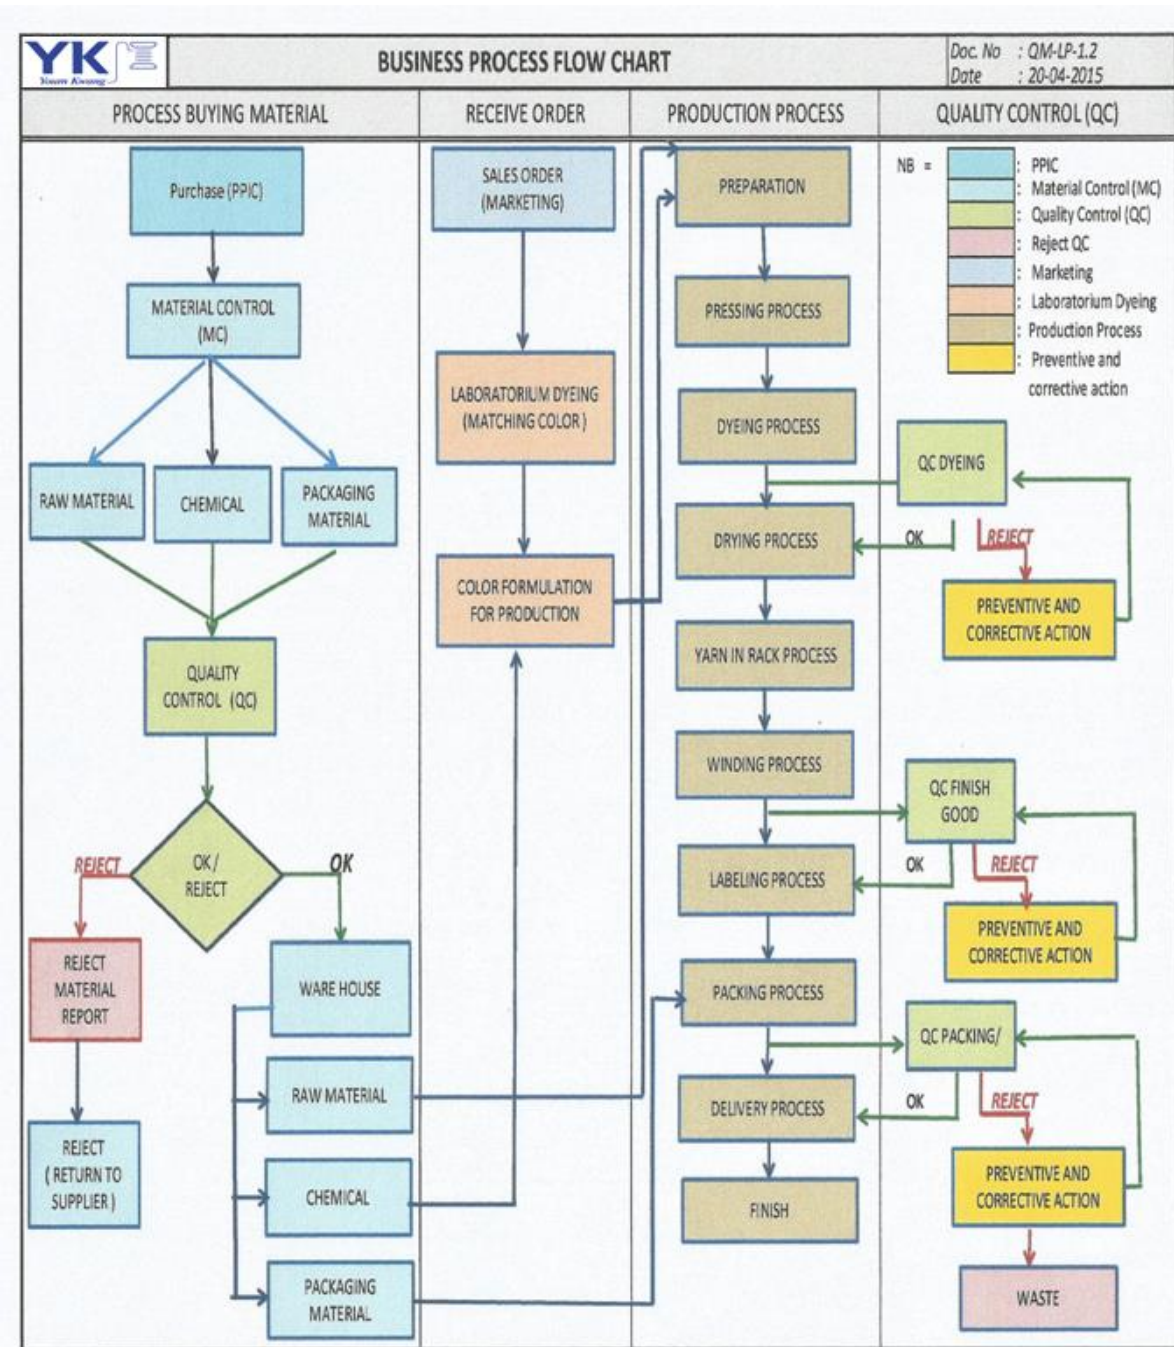 YK
BUSINESS PROCESS FLOW CHART
Doc. No : QM-LP-1.2
Date : 20-04-2015
PROCESS BUYING MATERIAL
RECEIVE ORDER
PRODUCTION PROCESS
QUALITY CONTROL (QC)
Purchase (PPIC)
MATERIAL CONTROL
(MC)
RAW MATERIAL
CHEMICAL
PACKAGING
MATERIAL
QUALITY
CONTROL (QC)
OK /
REJECT
REJECT
OK
REJECT
MATERIAL
REPORT
REJECT
( RETURN TO
SUPPLIER )
WARE HOUSE
RAW MATERIAL
CHEMICAL
PACKAGING
MATERIAL
SALES ORDER
(MARKETING)
LABORATORIUM DYEING
(MATCHING COLOR )
COLOR FORMULATION
FOR PRODUCTION
PREPARATION
PRESSING PROCESS
DYEING PROCESS
DRYING PROCESS
YARN IN RACK PROCESS
WINDING PROCESS
LABELING PROCESS
PACKING PROCESS
DELIVERY PROCESS
FINISH
NB =
: PPIC
: Material Control (MC)
: Quality Control (QC)
: Reject QC
: Marketing
: Laboratorium Dyeing
: Production Process
: Preventive and
corrective action
QC DYEING
OK
REJECT
PREVENTIVE AND
CORRECTIVE ACTION
QC FINISH
GOOD
OK
REJECT
PREVENTIVE AND
CORRECTIVE ACTION
QC PACKING/
OK
REJECT
PREVENTIVE AND
CORRECTIVE ACTION
WASTE